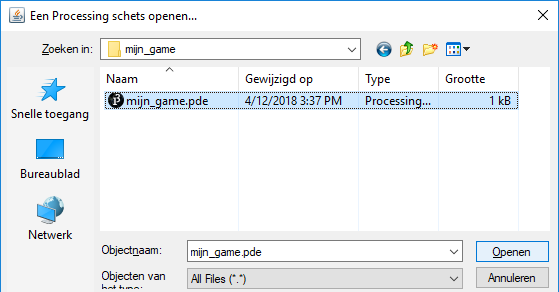 Een Processing schets openen...
Zoeken in: mijn_game
Naam Gewijzigd op Type Grootte
mijn_game.pde 4/12/2018 3:37 PM Processing... 1 kB
Snelle toegang
Bureaublad
Netwerk
Objectnaam: mijn_game.pde Openen
Objecten van het type: All Files (*.*) Annuleren